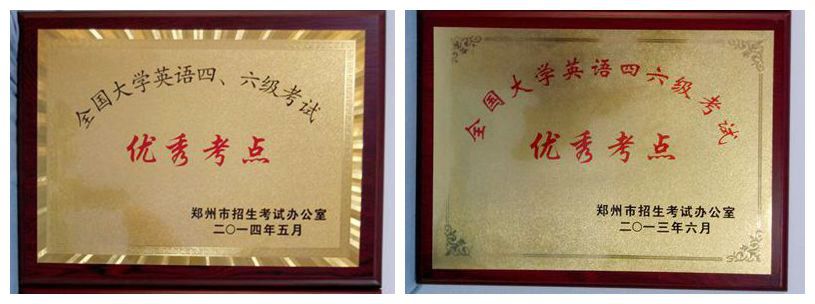 全国大学英语四、六级考试
优秀考点
郑州市招生考试办公室
二〇一四年五月
全国大学英语四六级考试
优秀考点
郑州市招生考试办公室
二〇一三年六月